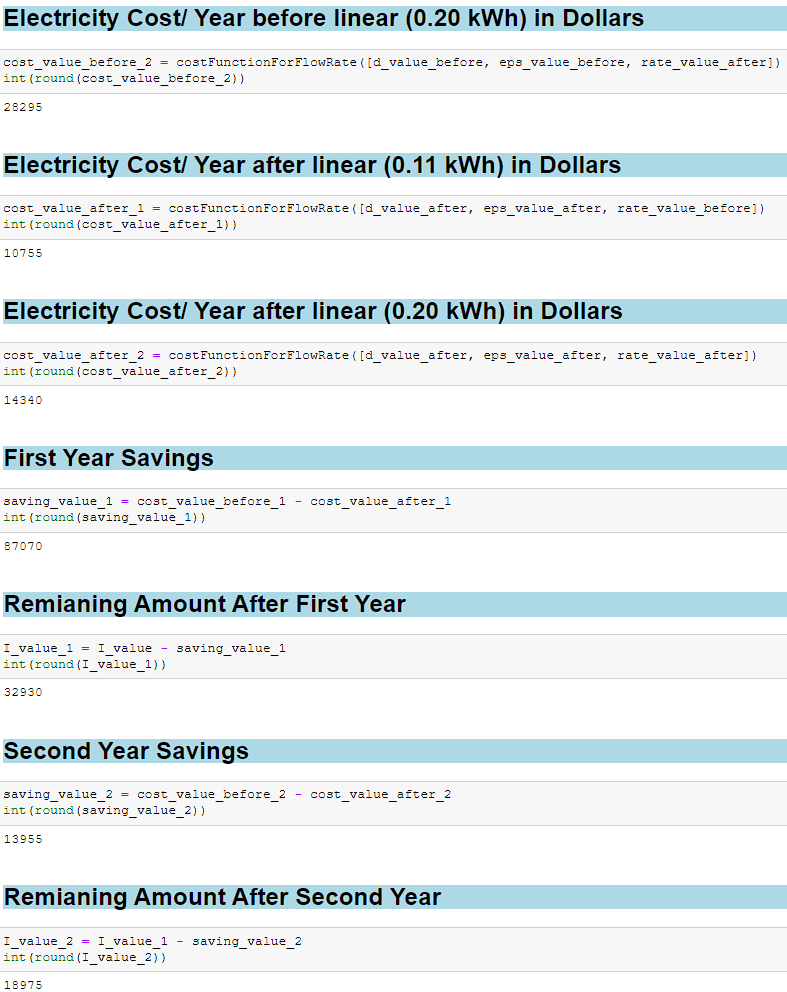 Electricity Cost/ Year before linear (0.20 kWh) in Dollars
cost_value_before_2 = costFunctionForFlowRate([d_value_before, eps_value_before, rate_value_after])
int(round(cost_value_before_2))
28295
Electricity Cost/ Year after linear (0.11 kWh) in Dollars
cost_value_after_1 = costFunctionForFlowRate([d_value_after, eps_value_after, rate_value_before])
int(round(cost_value_after_1))
10755
Electricity Cost/ Year after linear (0.20 kWh) in Dollars
cost_value_after_2 = costFunctionForFlowRate([d_value_after, eps_value_after, rate_value_after])
int(round(cost_value_after_2))
14340
First Year Savings
saving_value_1 = cost_value_before_1 - cost_value_after_1
int(round(saving_value_1))
87070
Remianing Amount After First Year
I_value_1 = I_value - saving_value_1
int(round(I_value_1))
32930
Second Year Savings
saving_value_2 = cost_value_before_2 - cost_value_after_2
int(round(saving_value_2))
13955
Remianing Amount After Second Year
I_value_2 = I_value_1 - saving_value_2
int(round(I_value_2))
18975